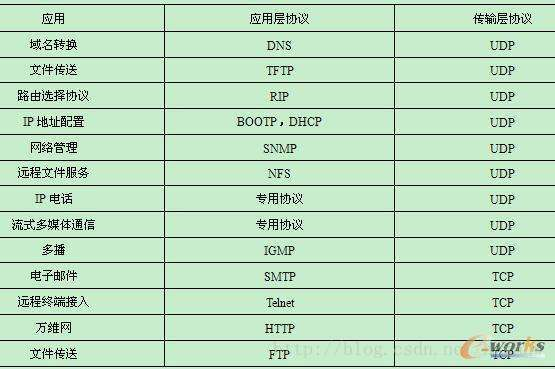 应用 应用层协议 传输层协议
域名转换 DNS UDP
文件传送 TFTP UDP
路由选择协议 RIP UDP
IP 地址配置 BOOTP，DHCP UDP
网络管理 SNMP UDP
远程文件服务 NFS UDP
IP 电话 专用协议 UDP
流式多媒体通信 专用协议 UDP
多播 IGMP UDP
电子邮件 SMTP TCP
远程终端接入 Telnet TCP
万维网 HTTP TCP
文件传送 FTP TCP
e-works
http://blog.csdn.ne